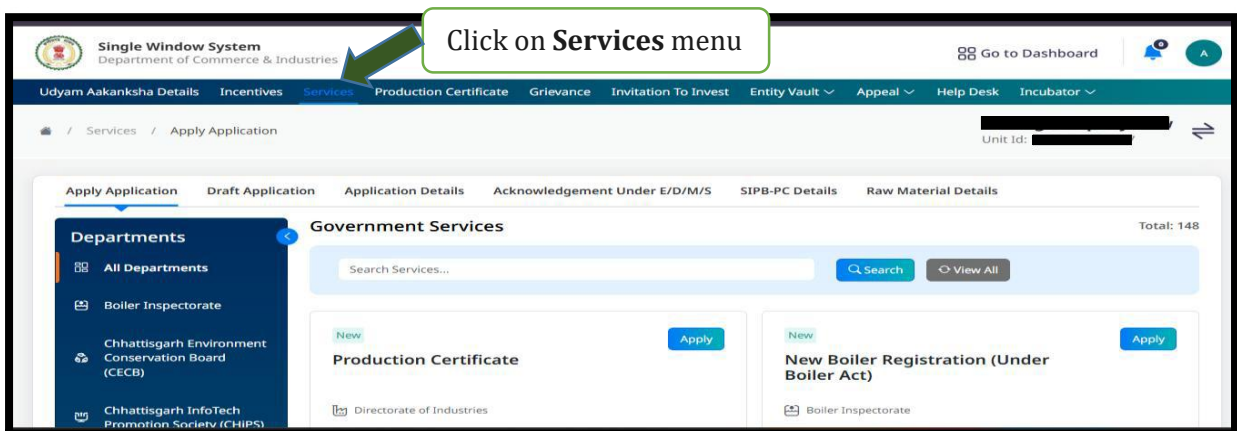 Click on Services menu
Single Window System
Department of Commerce & Industries
Go to Dashboard
A
Udyam Aakanksha Details Incentives Services Production Certificate Grievance Invitation To Invest Entity Vault Appeal Help Desk Incubator
/ Services / Apply Application
Unit Id:
Apply Application Draft Application Application Details Acknowledgement Under E/D/M/S SIPB-PC Details Raw Material Details
Departments
All Departments
Boiler Inspectorate
Chhattisgarh Environment
Conservation Board
(CECB)
Chhattisgarh InfoTech
Promotion Society (CHiPS)
Government Services
Total: 148
Search Services...
Search
View All
New
Apply
Production Certificate
Directorate of Industries
New
Apply
New Boiler Registration (Under
Boiler Act)
Boiler Inspectorate